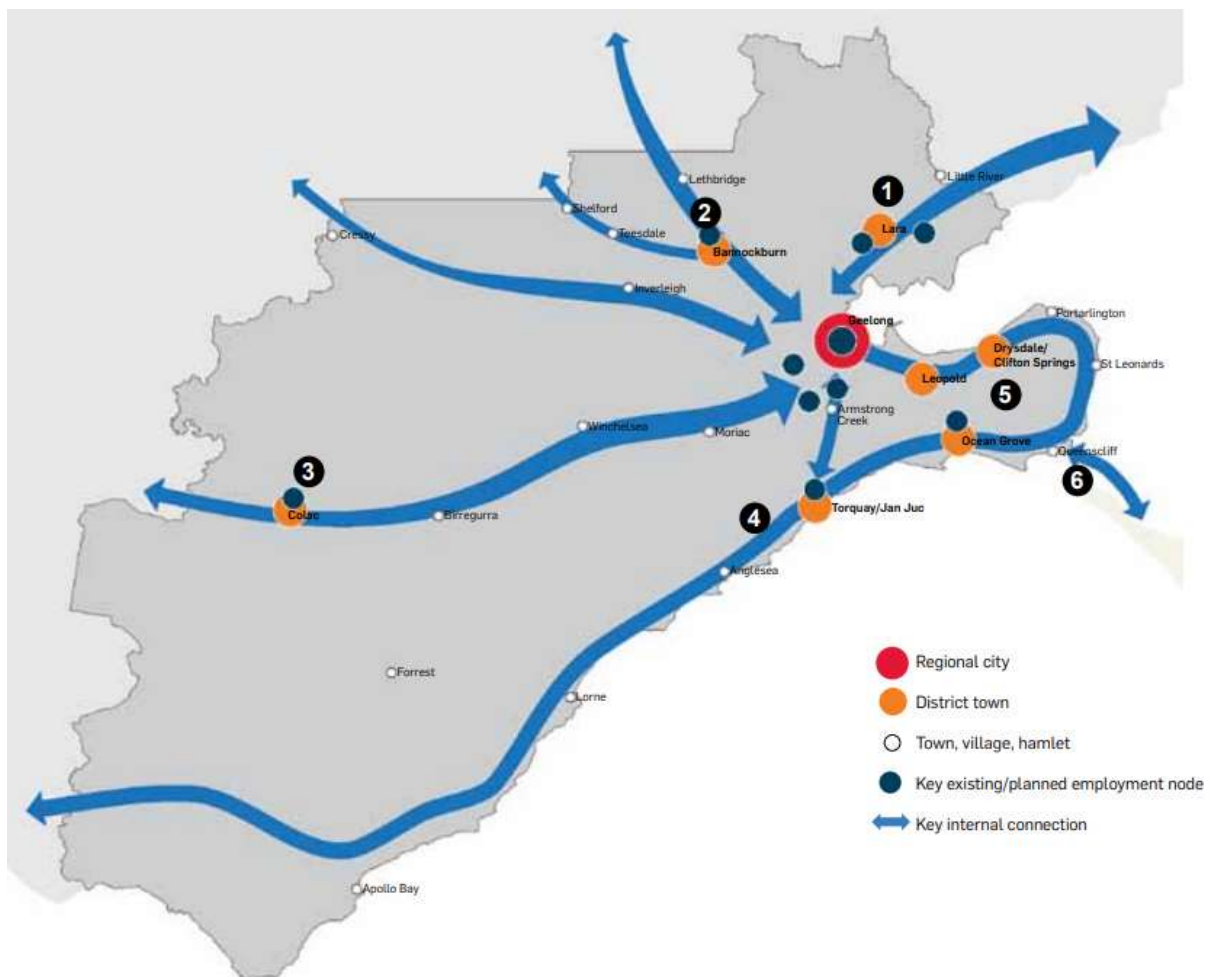 Lethbridge
Little River
1
Shelford
2
Lara
Cressy
Teesdale
Bannockburn
Inverleigh
Portarlington
Geelong
Drysdale/
Clifton Springs
St Leonards
Leopold
5
Armstrong
Creek
Winchelsea
Moriac
Ocean Grove
Queenscliff
3
6
Colac
Birregurra
4
Torquay/Jan Juc
Anglesea
Forrest
Lorne
Apollo Bay
Regional city
District town
Town, village, hamlet
Key existing/planned employment node
Key internal connection